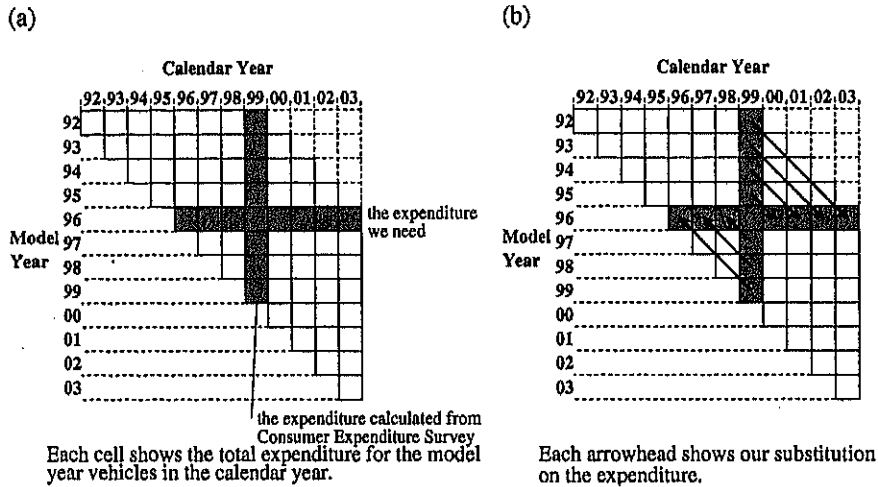 (a)
Calendar Year
92 93 94 95 96 97 98 99 00 01 02 03
92
93
94
95
96
the expenditure
we need
Model
Year
97
98
99
00
01
02
03
the expenditure calculated from
Consumer Expenditure Survey
Each cell shows the total expenditure for the model
year vehicles in the calendar year.
(b)
Calendar Year
92 93 94 95 96 97 98 99 00 01 02 03
92
93
94
95
96
Model
Year
97
98
99
00
01
02
03
Each arrowhead shows our substitution
on the expenditure.